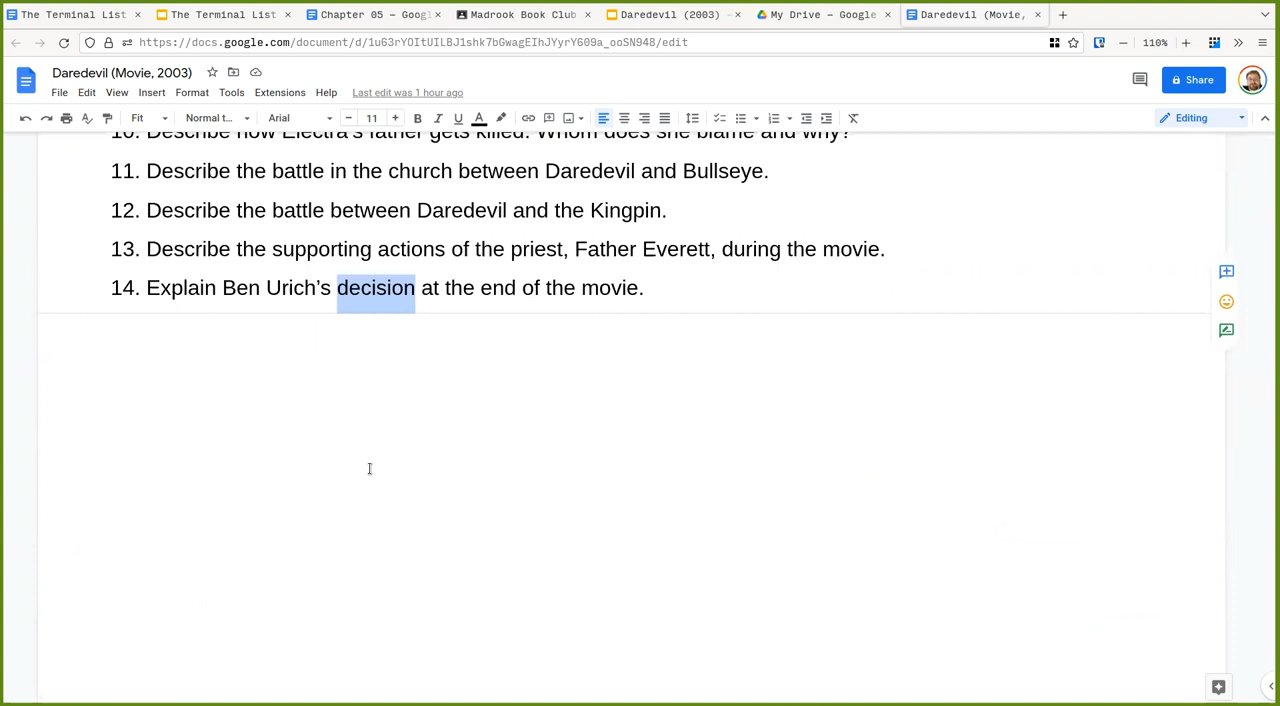 The Terminal List
The Terminal List
Chapter 05 – Goog
Madrook Book Club
Daredevil (2003) –
My Drive – Google
Daredevil (Movie,
https://docs.google.com/document/d/1u63rYOItUILBJ1shk7bGwagEIhJYyrY609a_ooSN948/edit
110%
Daredevil (Movie, 2003)
File Edit View Insert Format Tools Extensions Help Last edit was 1 hour ago
Share
Fit Normal t... Arial 11 B I U A Editing
10. Describe how Electra's father gets killed. Whom does she blame and why?
11. Describe the battle in the church between Daredevil and Bullseye.
12. Describe the battle between Daredevil and the Kingpin.
13. Describe the supporting actions of the priest, Father Everett, during the movie.
14. Explain Ben Urich’s decision at the end of the movie.